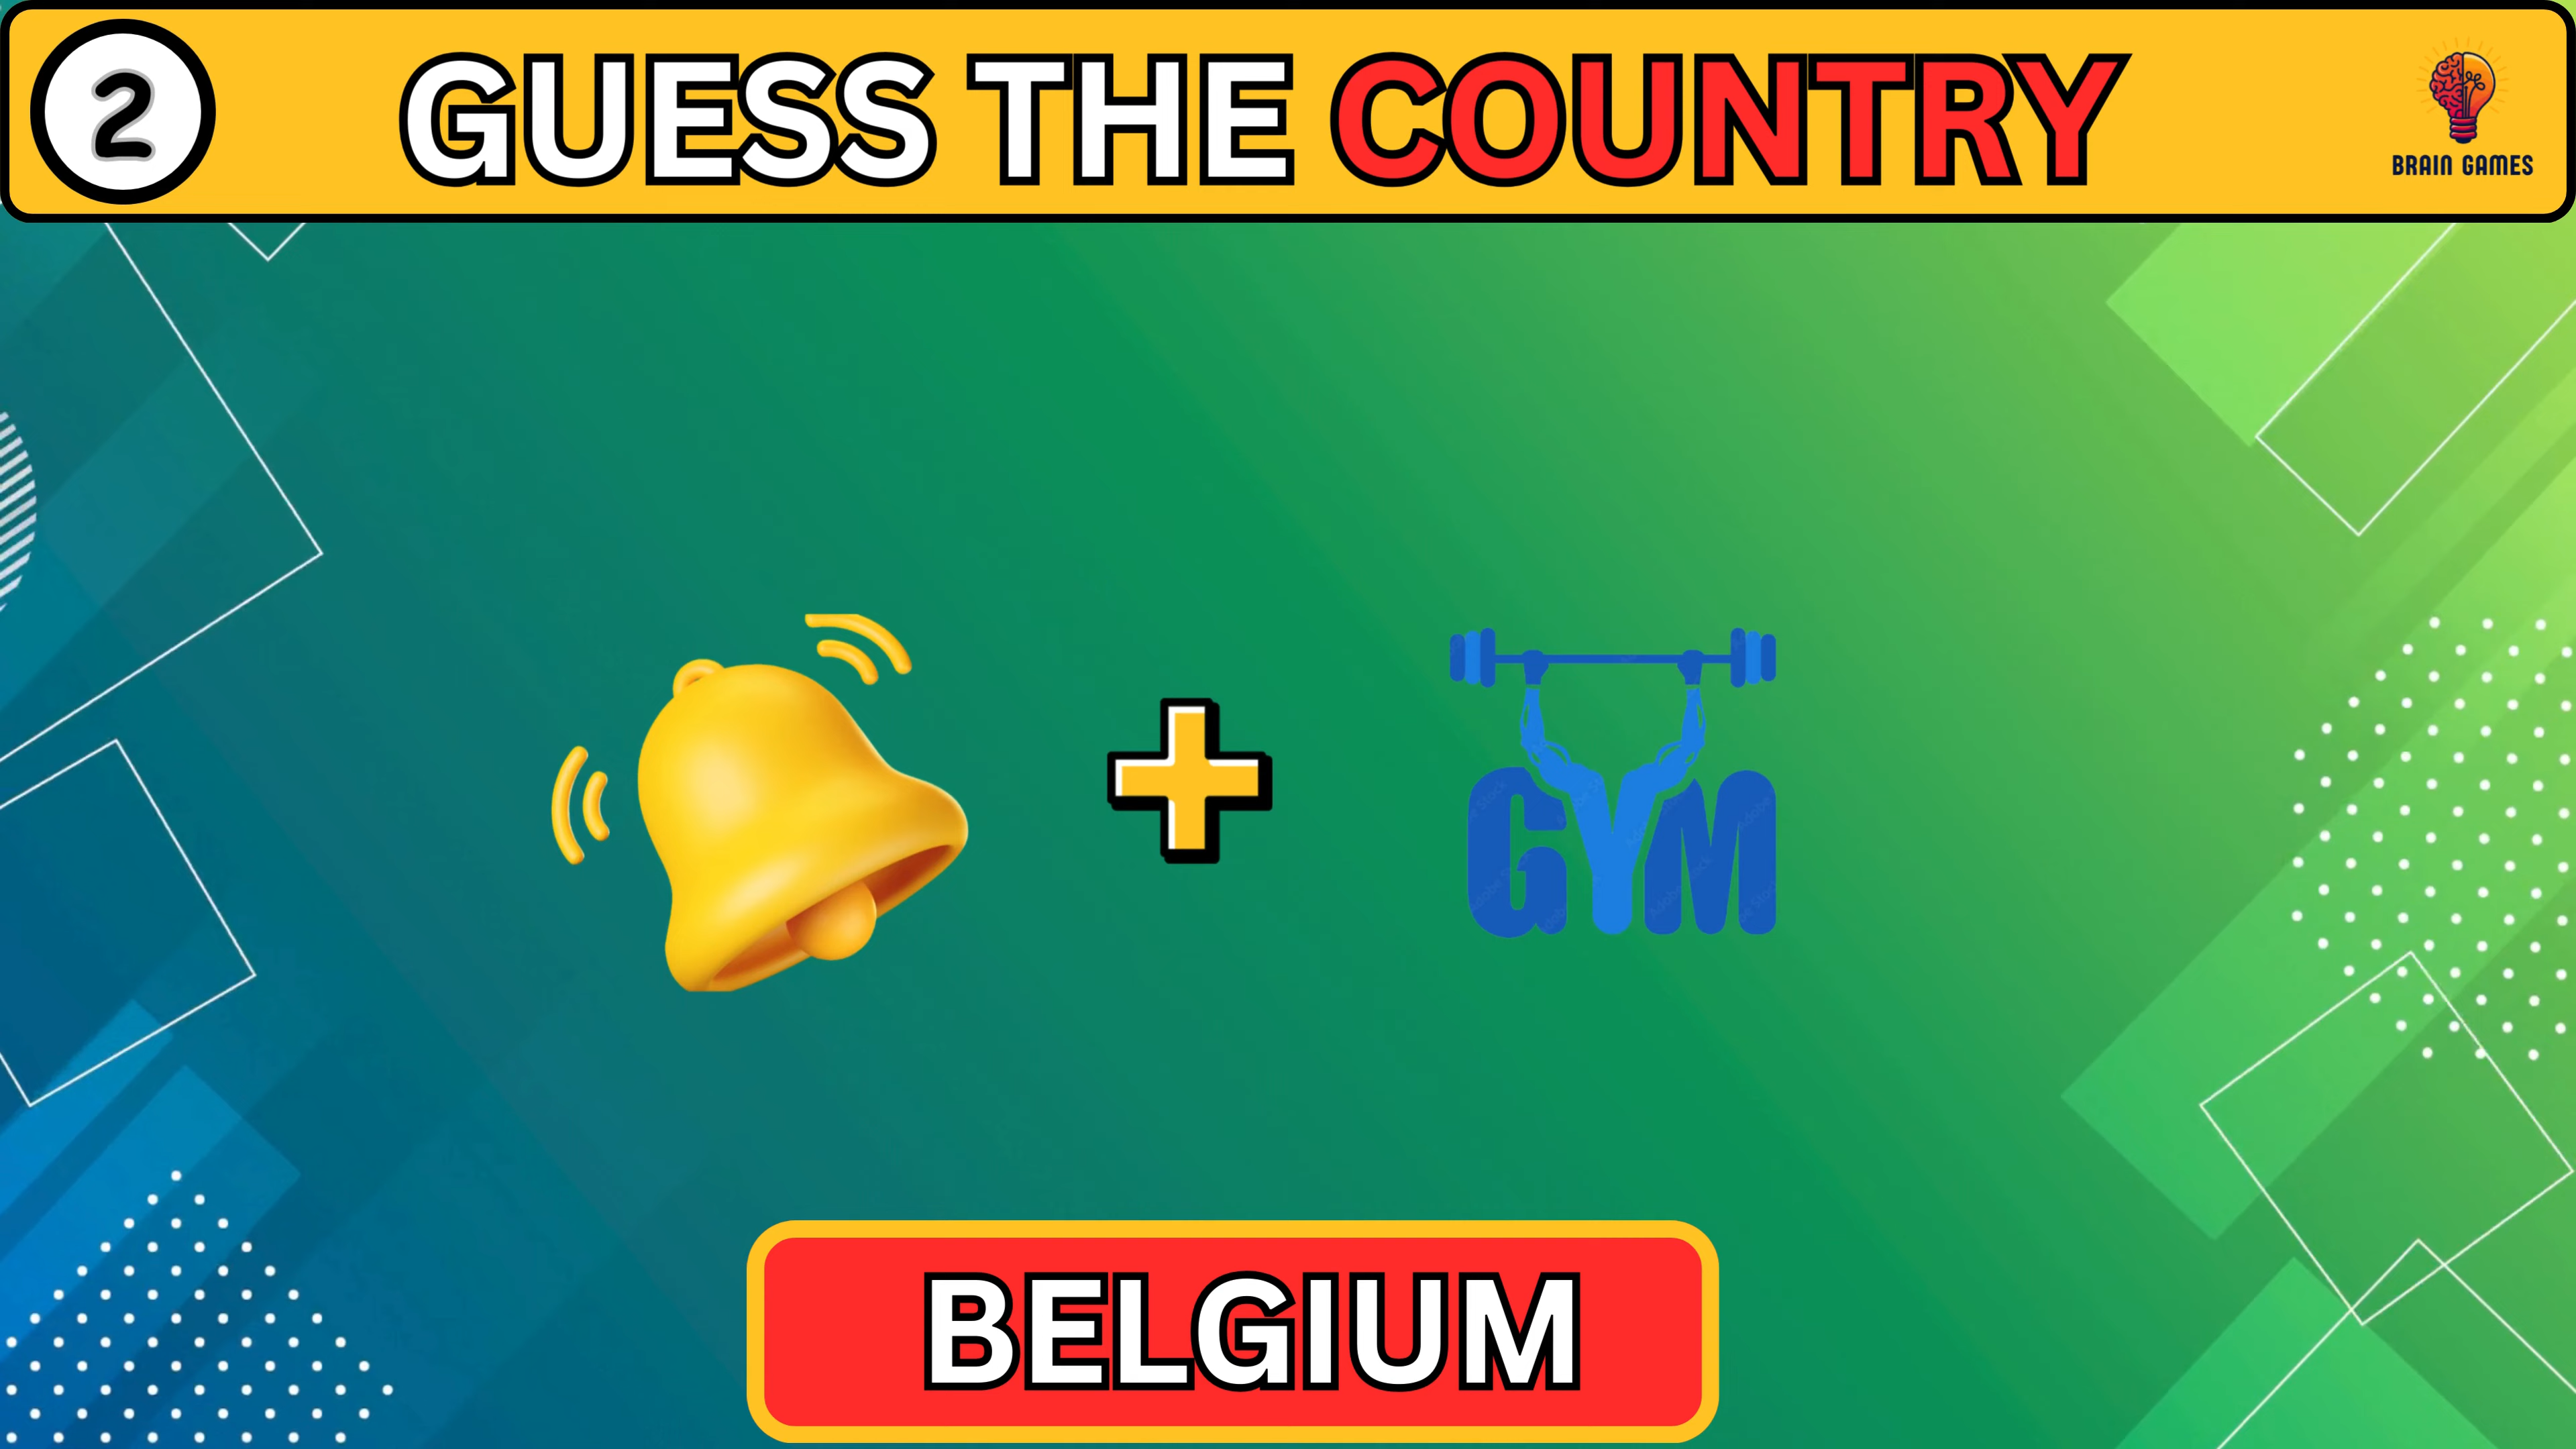 2
GUESS THE COUNTRY
BRAIN GAMES
GYM
BELGIUM